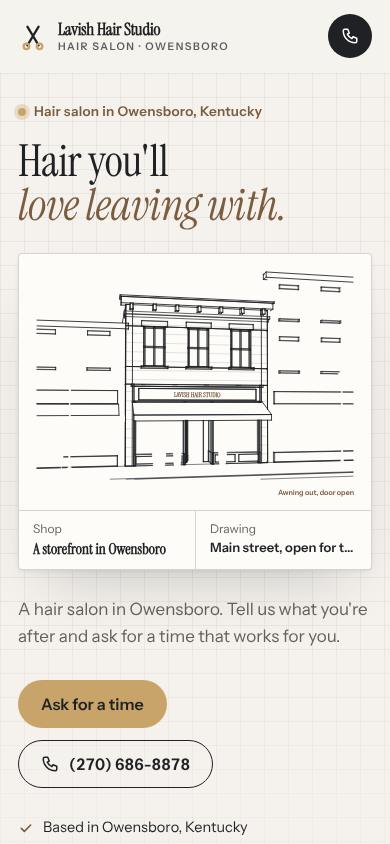 Lavish Hair Studio
HAIR SALON · OWENSBORO
Hair salon in Owensboro, Kentucky
Hair you'll
love leaving with.
LAVISH HAIR STUDIO
Awning out, door open
Shop
A storefront in Owensboro
Drawing
Main street, open for t...
A hair salon in Owensboro. Tell us what you're
after and ask for a time that works for you.
Ask for a time
(270) 686-8878
Based in Owensboro, Kentucky